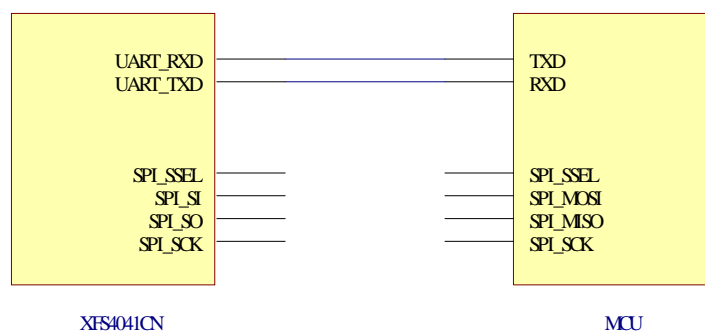 UART_RXD
UART_TXD
SPI_SSEL
SPI_SI
SPI_SO
SPI_SCK
XFS4041CN
TXD
RXD
SPI_SSEL
SPI_MOSI
SPI_MISO
SPI_SCK
MCU